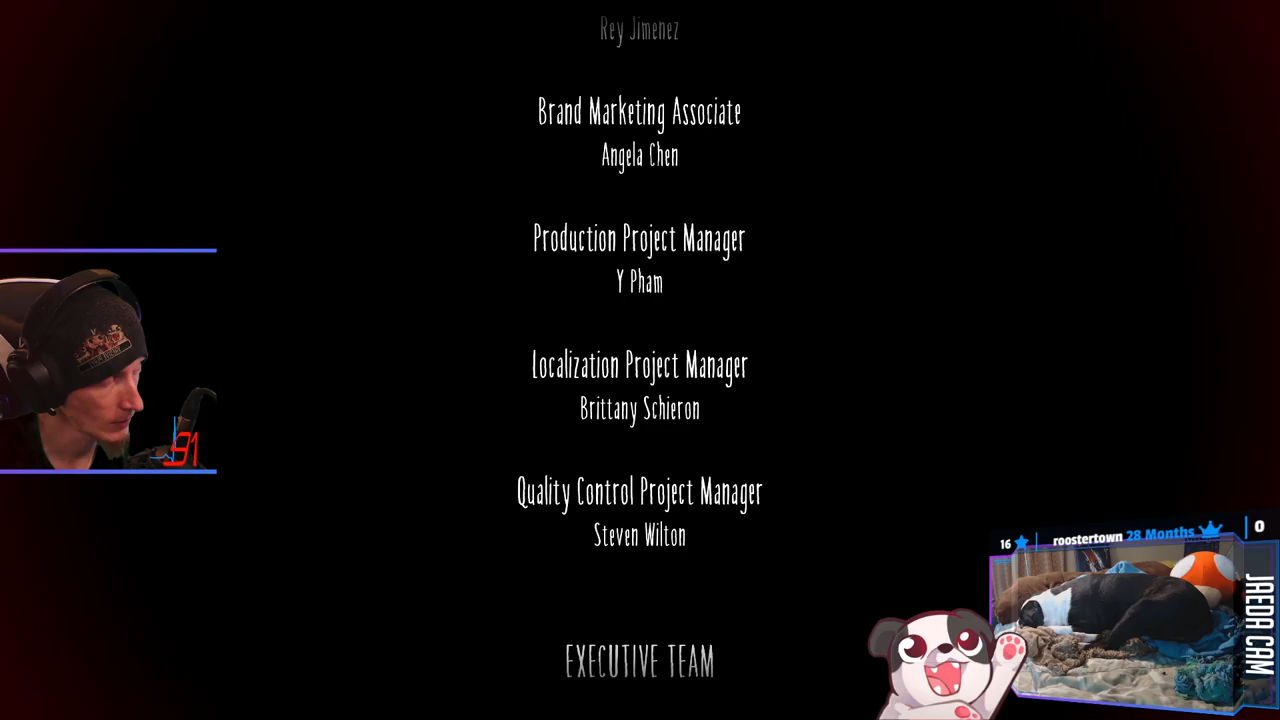 Rey Jimenez
Brand Marketing Associate
Angela Chen
Production Project Manager
Y Pham
Localization Project Manager
Brittany Schieron
Quality Control Project Manager
Steven Wilton
91
16
roostertown 28 Months
0
JAEDA CAM
EXECUTIVE TEAM